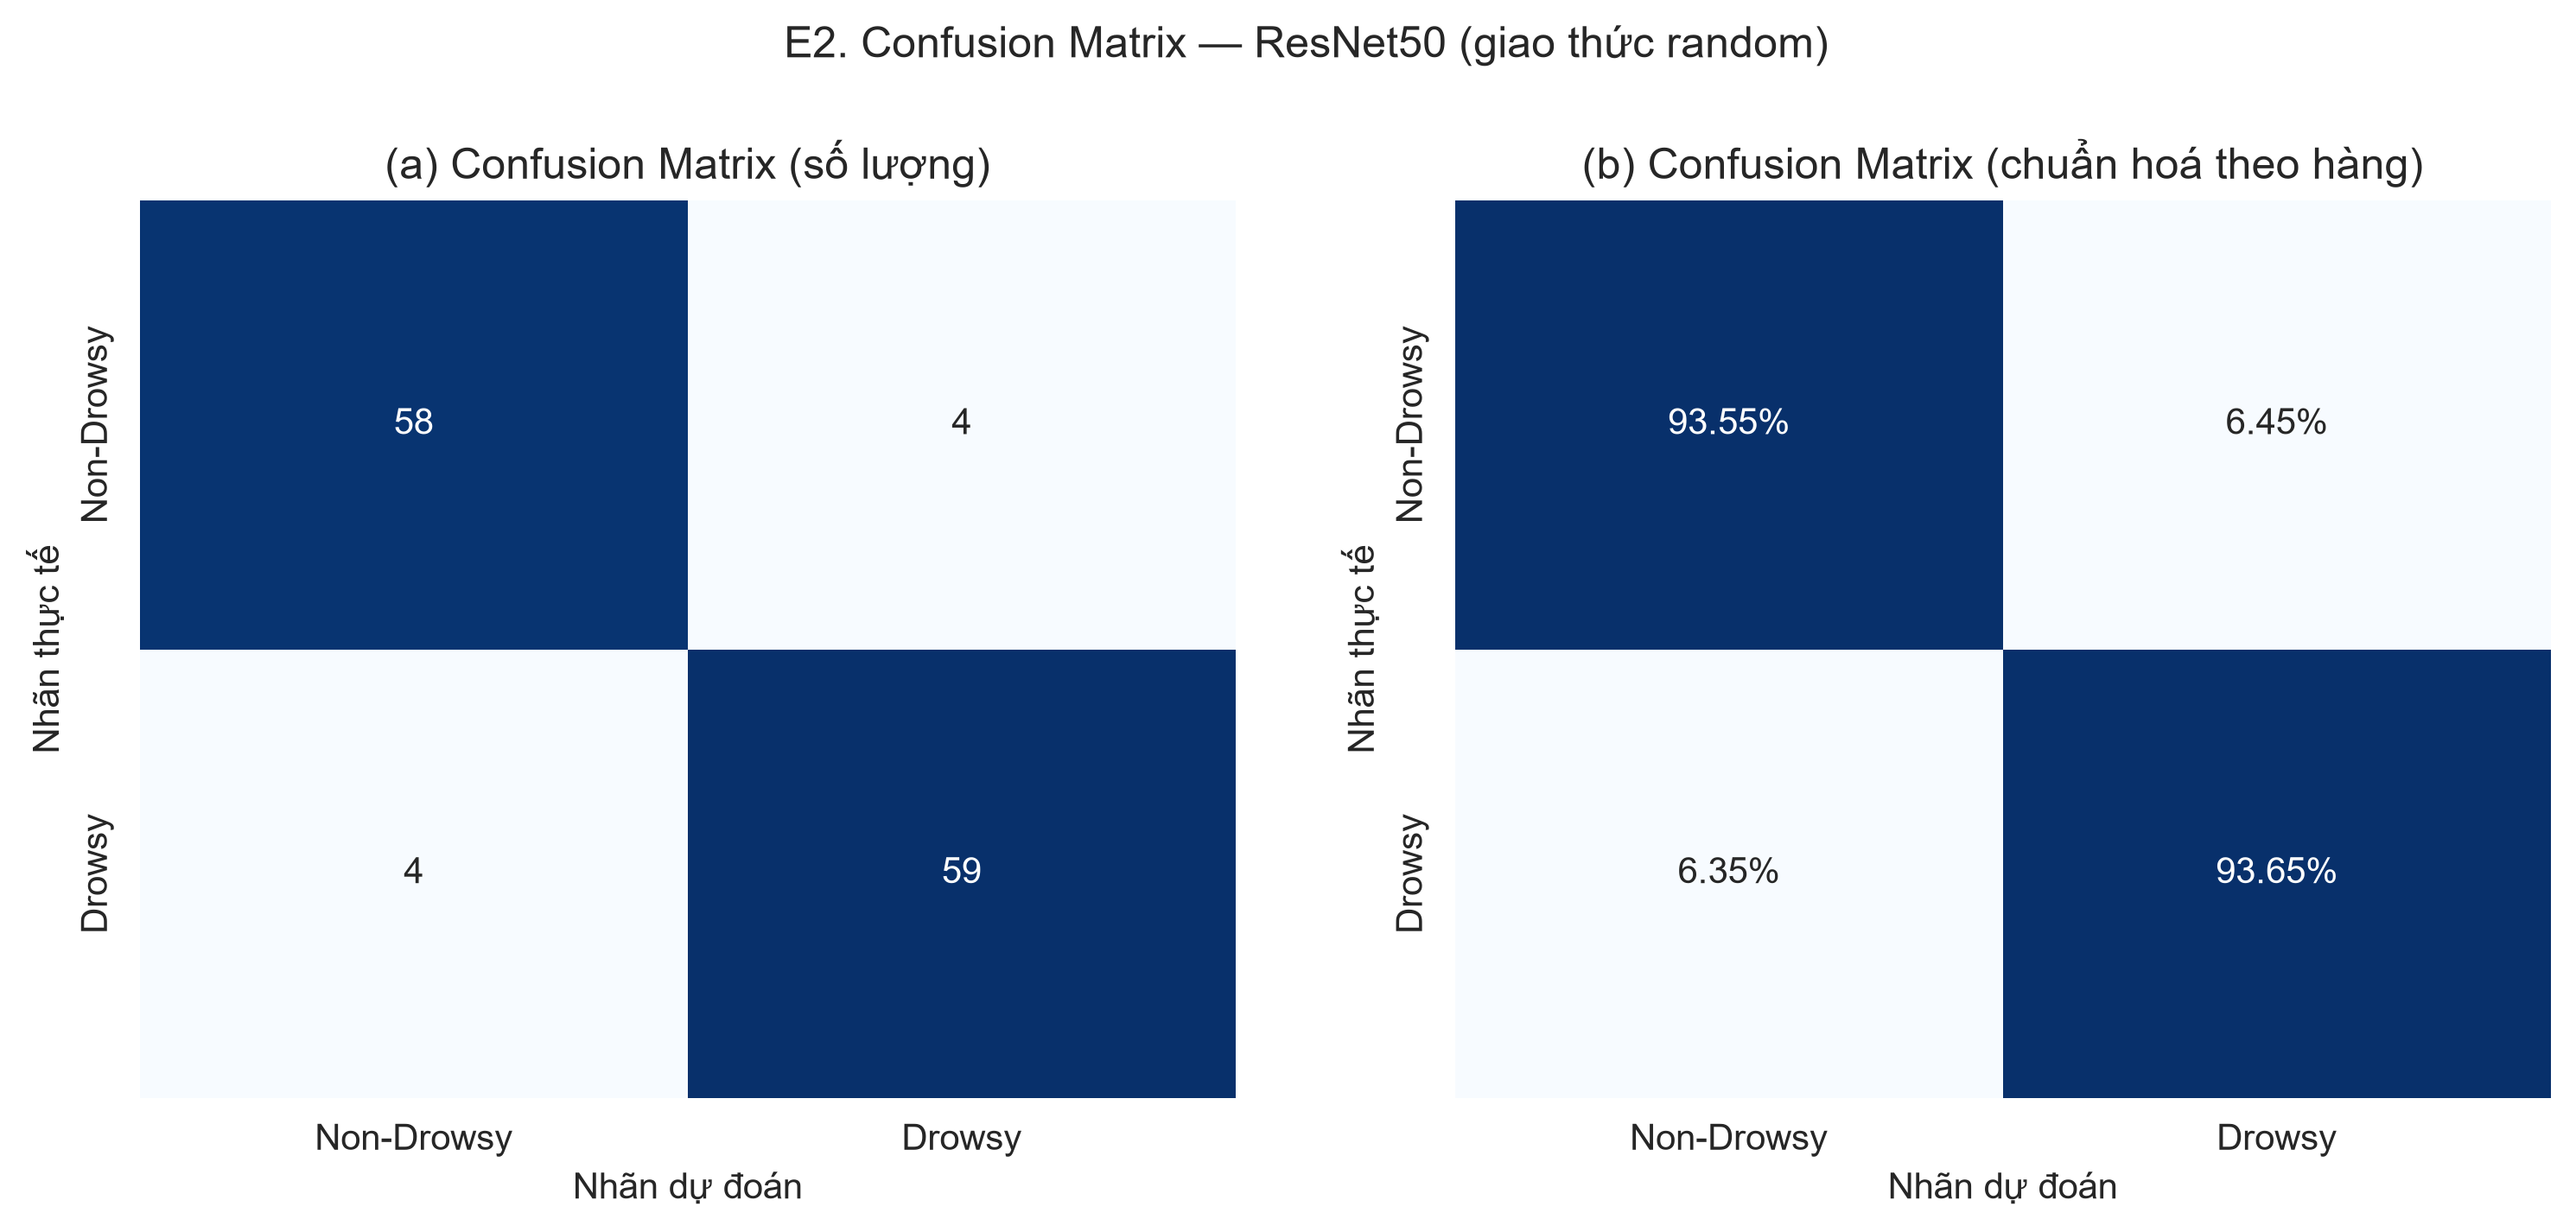 E2. Confusion Matrix — ResNet50 (giao thức random)
(a) Confusion Matrix (số lượng)
Nhãn thực tế
Non-Drowsy
58
4
Drowsy
4
59
Non-Drowsy
Drowsy
Nhãn dự đoán
(b) Confusion Matrix (chuẩn hoá theo hàng)
Nhãn thực tế
Non-Drowsy
93.55%
6.45%
Drowsy
6.35%
93.65%
Non-Drowsy
Drowsy
Nhãn dự đoán